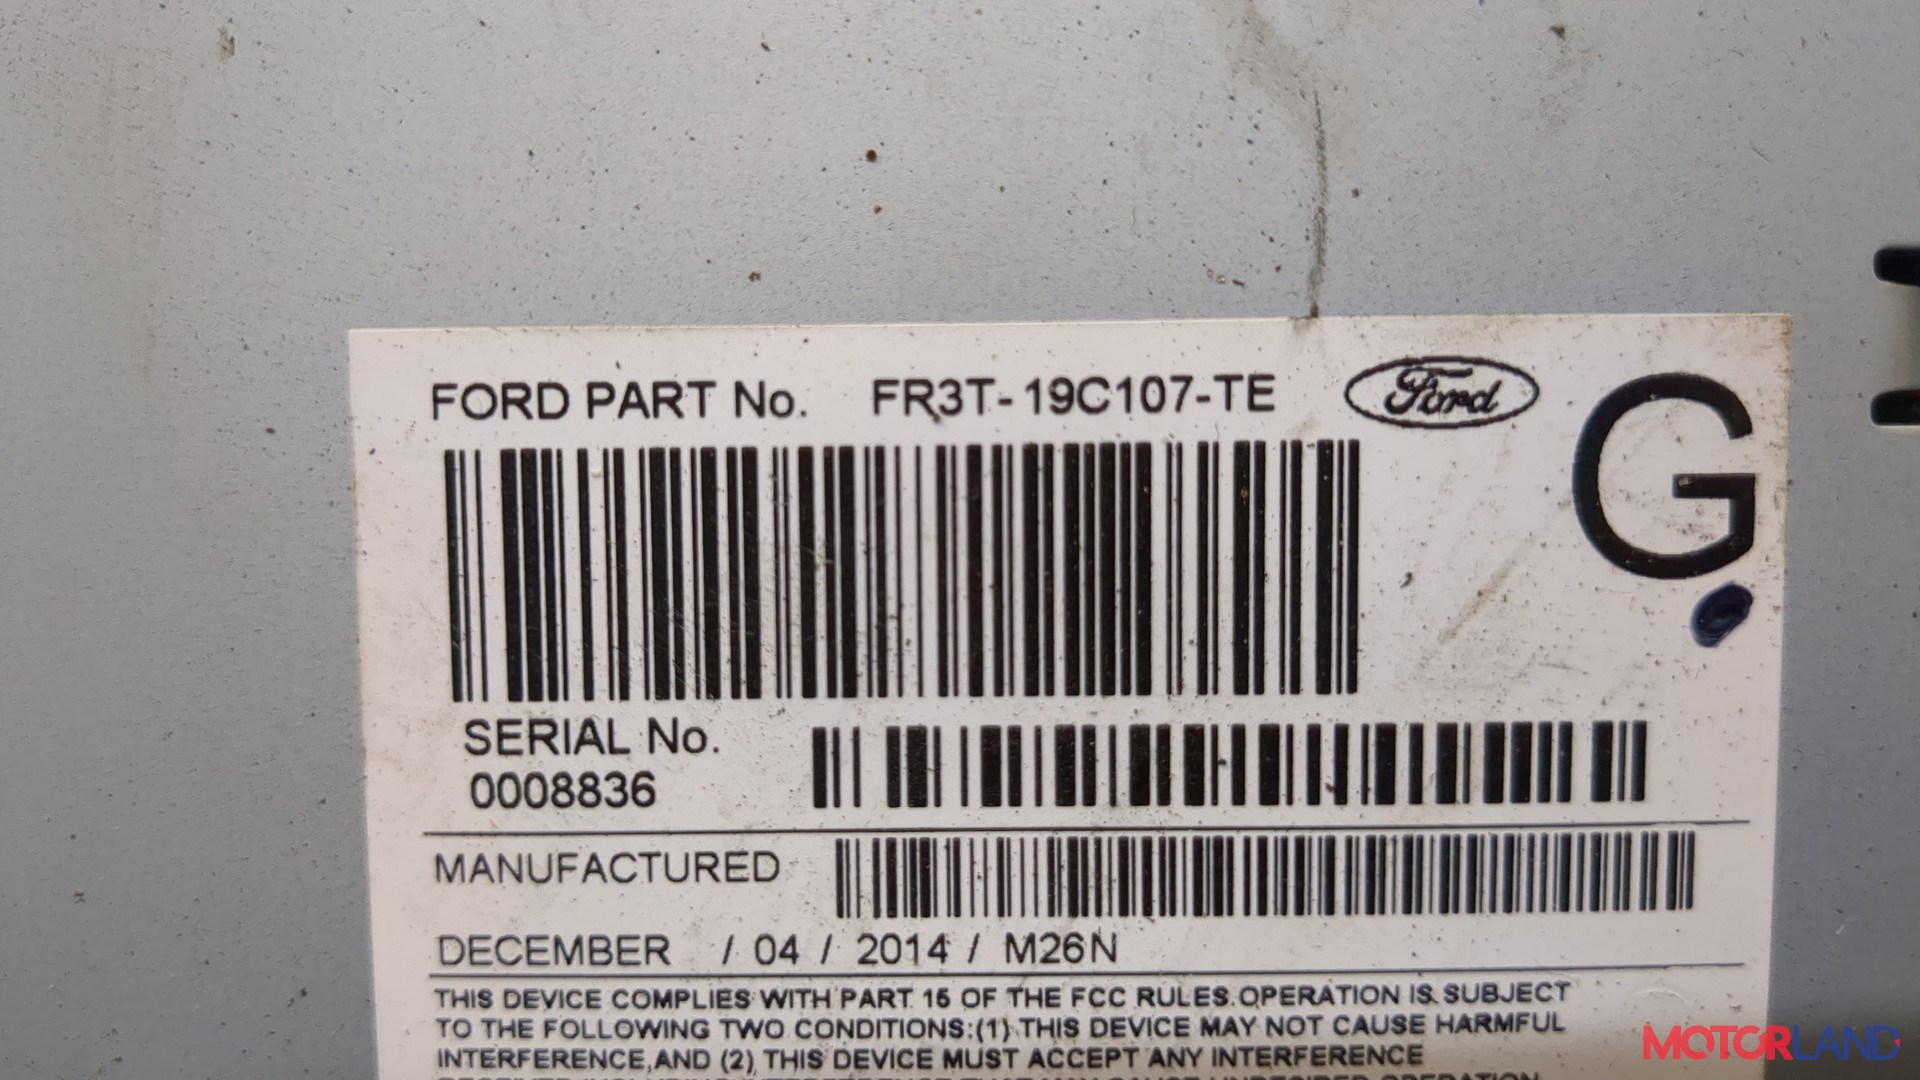 FORD PART No. FR3T-19C107-TE Ford
G
SERIAL No.
0008836
MANUFACTURED
DECEMBER / 04 / 2014 / M26N
THIS DEVICE COMPLIES WITH PART 15 OF THE FCC RULES.OPERATION IS SUBJECT
TO THE FOLLOWING TWO CONDITIONS:(1) THIS DEVICE MAY NOT CAUSE HARMFUL
INTERFERENCE,AND (2) THIS DEVICE MUST ACCEPT ANY INTERFERENCE
MOTORLAND